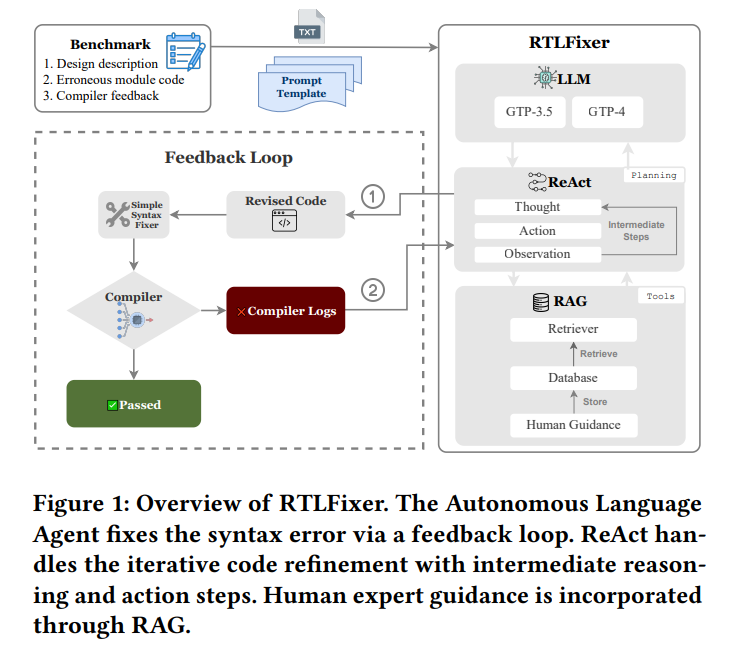 Benchmark
1. Design description
2. Erroneous module code
3. Compiler feedback
TXT
Prompt
Template
RTLFixer
LLM
GTP-3.5
GTP-4
Planning
ReAct
Thought
Action
Observation
Intermediate
Steps
Tools
RAG
Retriever
Retrieve
Database
Store
Human Guidance
Feedback Loop
1
Revised Code
</>
Simple
Syntax
Fixer
Compiler
2
Compiler Logs
Passed
Figure 1: Overview of RTLFixer. The Autonomous Language
Agent fixes the syntax error via a feedback loop. ReAct han-
dles the iterative code refinement with intermediate reason-
ing and action steps. Human expert guidance is incorporated
through RAG.